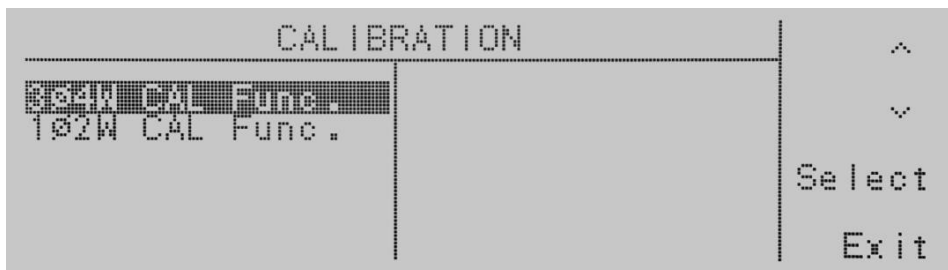 CALIBRATION
3Ø4W CAL Func.
1Ø2W CAL Func.
Select
Exit